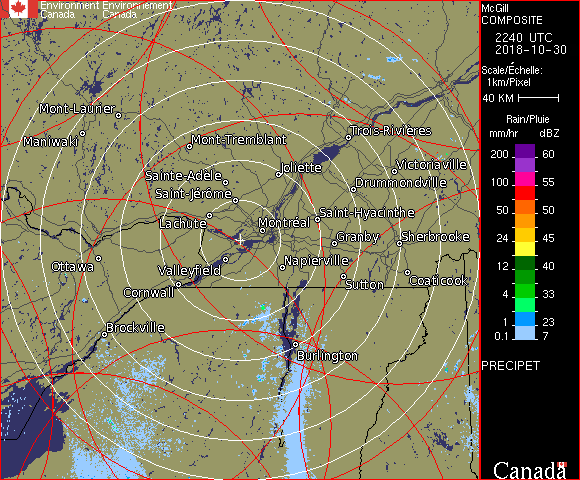 Environment Environnement
Canada Canada
McGill
COMPOSITE
2240 UTC
2018-10-30
Scale/Échelle:
1km/Pixel
40 KM
Rain/Pluie
mm/hr dBZ
200 60
100 55
50 50
24 45
12 40
4 33
1 23
0.1 7
PRECIPET
Canada
Mont-Laurier
Maniwaki
Mont-Tremblant
Trois-Rivières
Joliette
Victoriaville
Sainte-Adèle
Drummondville
Saint-Jérôme
Lachute
Saint-Hyacinthe
Montréal
Granby
Sherbrooke
Ottawa
Valleyfield
Napierville
Sutton
Coaticook
Cornwall
Brockville
Burlington